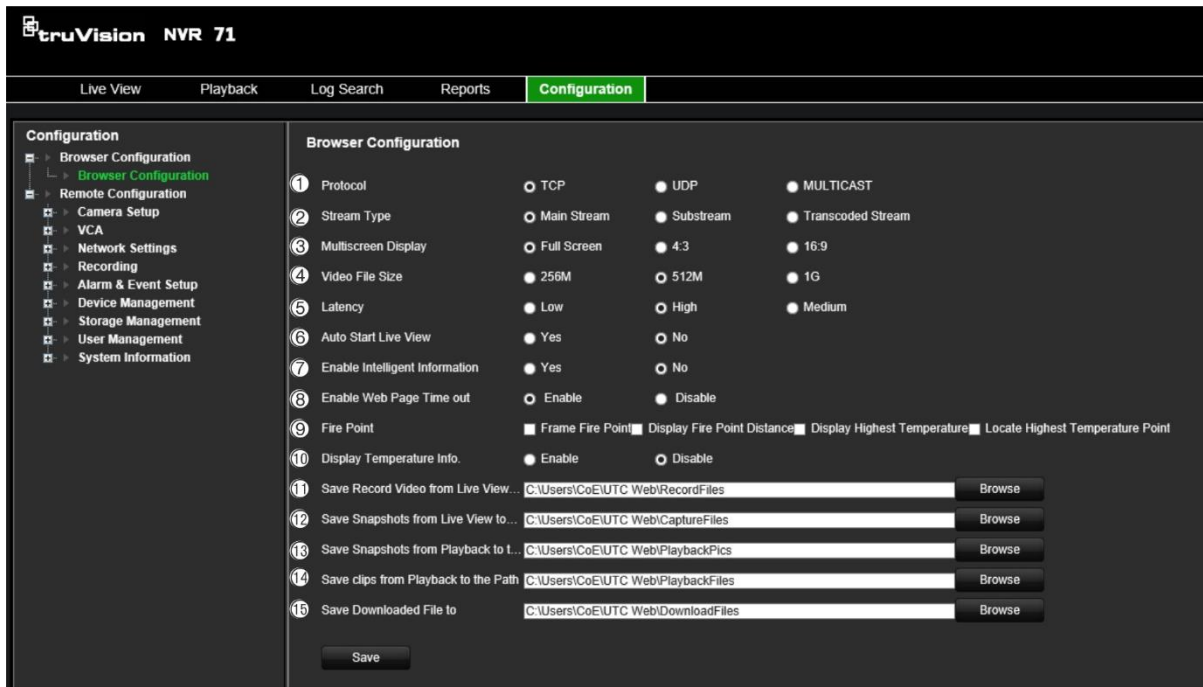 truVision NVR 71
Live View Playback Log Search Reports Configuration
Configuration
Browser Configuration
Browser Configuration
Remote Configuration
Camera Setup
VCA
Network Settings
Recording
Alarm & Event Setup
Device Management
Storage Management
User Management
System Information
Browser Configuration
1 Protocol TCP UDP MULTICAST
2 Stream Type Main Stream Substream Transcoded Stream
3 Multiscreen Display Full Screen 4:3 16:9
4 Video File Size 256M 512M 1G
5 Latency Low High Medium
6 Auto Start Live View Yes No
7 Enable Intelligent Information Yes No
8 Enable Web Page Time out Enable Disable
9 Fire Point Frame Fire Point Display Fire Point Distance Display Highest Temperature Locate Highest Temperature Point
10 Display Temperature Info. Enable Disable
11 Save Record Video from Live View... C:\Users\CoE\UTC Web\RecordFiles Browse
12 Save Snapshots from Live View to... C:\Users\CoE\UTC Web\CaptureFiles Browse
13 Save Snapshots from Playback to t... C:\Users\CoE\UTC Web\PlaybackPics Browse
14 Save clips from Playback to the Path C:\Users\CoE\UTC Web\PlaybackFiles Browse
15 Save Downloaded File to C:\Users\CoE\UTC Web\DownloadFiles Browse
Save